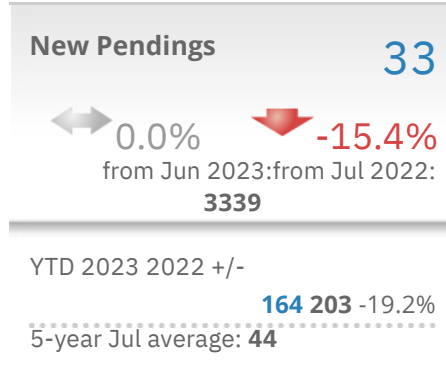 New Pendings 33
0.0% -15.4%
from Jun 2023:from Jul 2022:
3339
YTD 2023 2022 +/-
164 203 -19.2%
5-year Jul average: 44